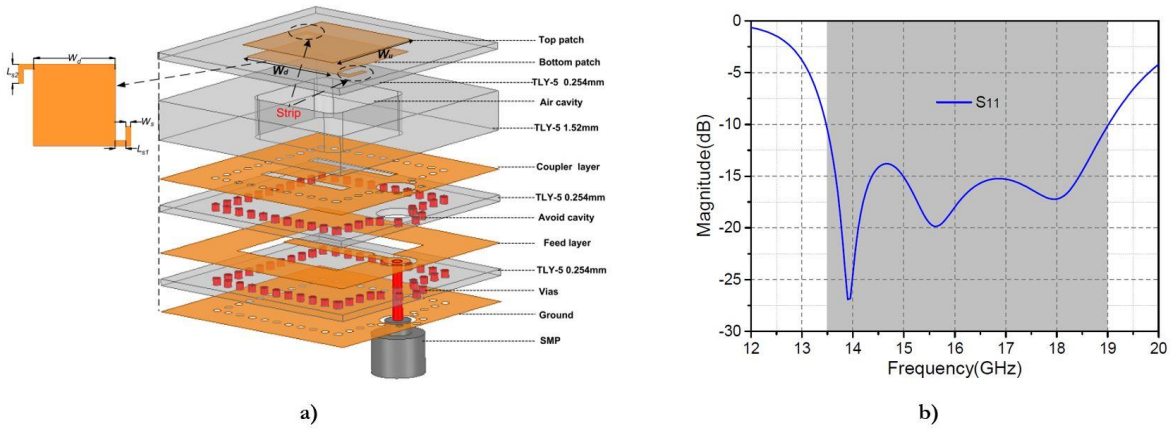 Top patch
Bottom patch
TLY-5 0.254mm
Air cavity
TLY-5 1.52mm
Coupler layer
TLY-5 0.254mm
Avoid cavity
Feed layer
TLY-5 0.254mm
Vias
Ground
SMP
Wd
Ls2
Ws
Ls1
Wu
Wd
Strip
a)
0
-5
-10
-15
-20
-25
-30
Magnitude(dB)
S11
12 13 14 15 16 17 18 19 20
Frequency(GHz)
b)